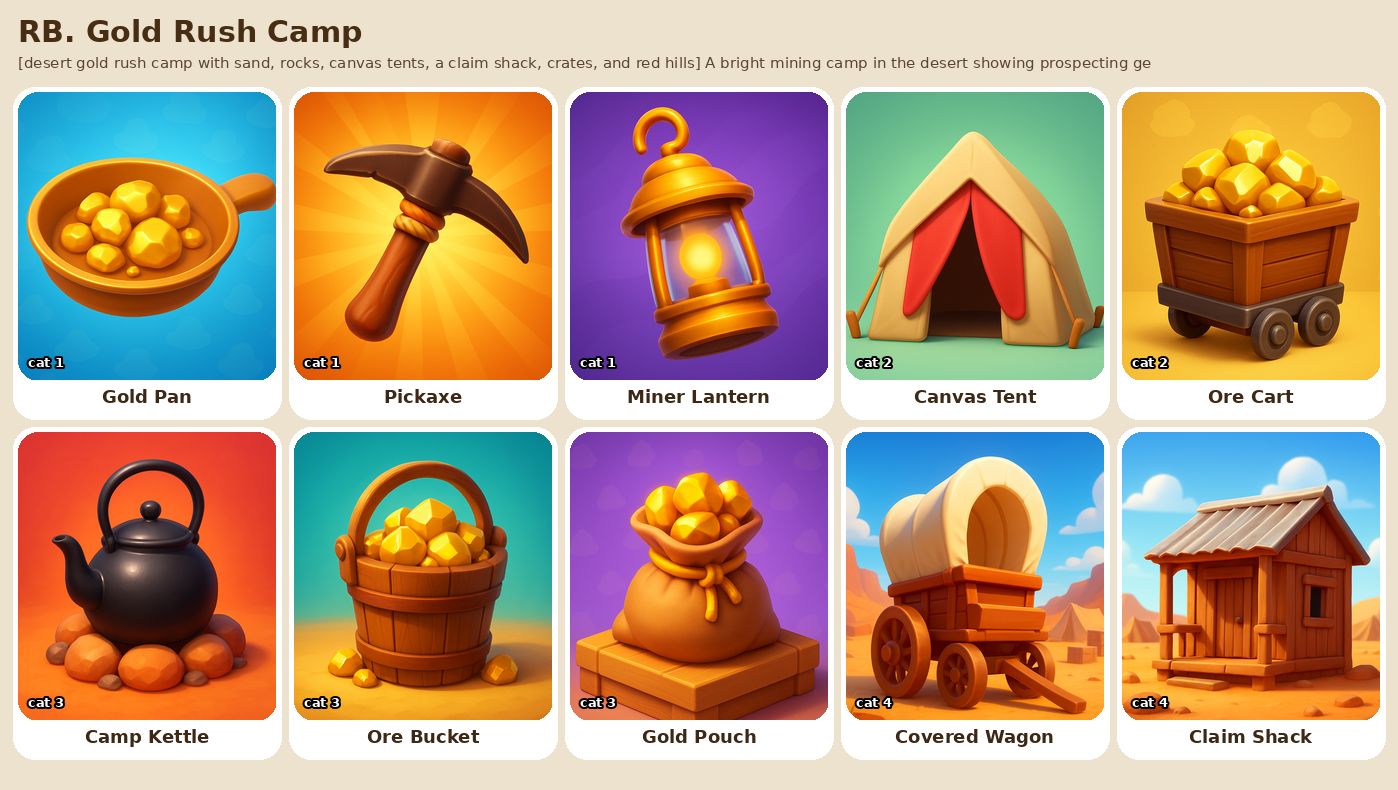 RB. Gold Rush Camp
[desert gold rush camp with sand, rocks, canvas tents, a claim shack, crates, and red hills] A bright mining camp in the desert showing prospecting ge
cat 1
cat 1
cat 1
cat 2
cat 2
Gold Pan
Pickaxe
Miner Lantern
Canvas Tent
Ore Cart
cat 3
cat 3
cat 3
cat 4
cat 4
Camp Kettle
Ore Bucket
Gold Pouch
Covered Wagon
Claim Shack